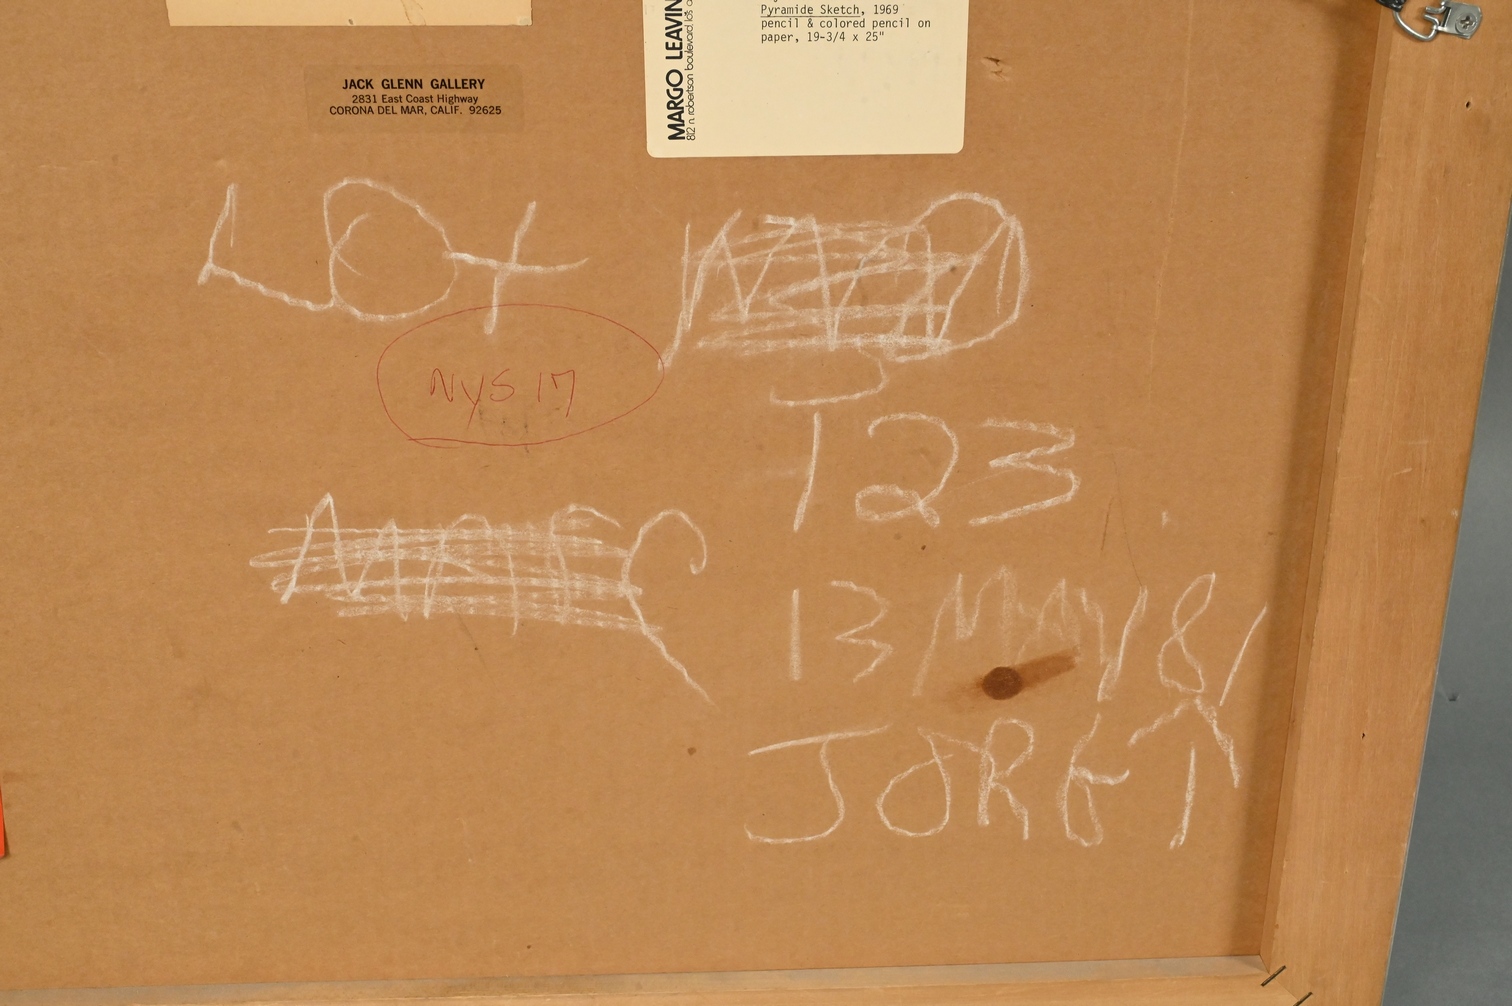 Pyramide Sketch, 1969
pencil & colored pencil on
paper, 19-3/4 x 25"
MARGO LEAVIN
812 n. robertson boulevard. los a
JACK GLENN GALLERY
2831 East Coast Highway
CORONA DEL MAR, CALIF. 92625
LOt
NYS 17
123
13 MAY 81